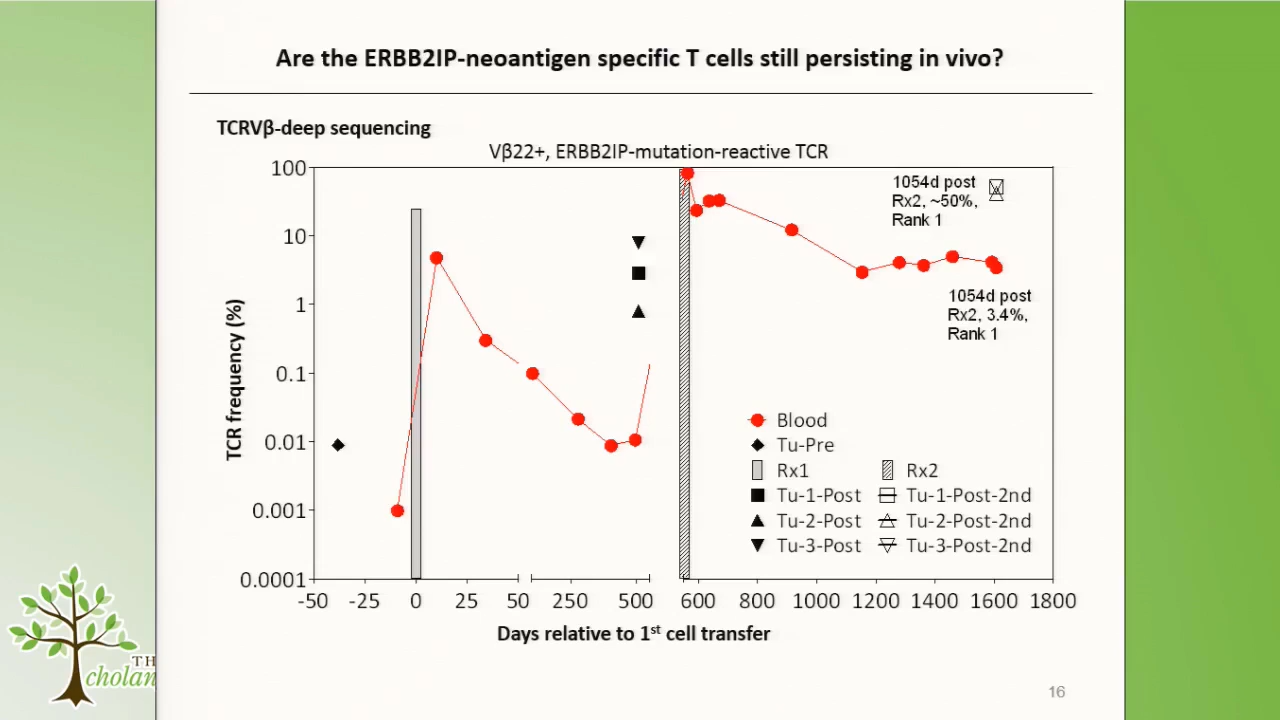 Are the ERBB2IP-neoantigen specific T cells still persisting in vivo?
TCRVβ-deep sequencing
Vβ22+, ERBB2IP-mutation-reactive TCR
TCR frequency (%)
100
10
1
0.1
0.01
0.001
0.0001
1054d post
Rx2, ~50%,
Rank 1
1054d post
Rx2, 3.4%,
Rank 1
Blood
Tu-Pre
Rx1 Rx2
Tu-1-Post Tu-1-Post-2nd
Tu-2-Post Tu-2-Post-2nd
Tu-3-Post Tu-3-Post-2nd
-50 -25 0 25 50 250 500 600 800 1000 1200 1400 1600 1800
Days relative to 1st cell transfer
TH
cholan
16